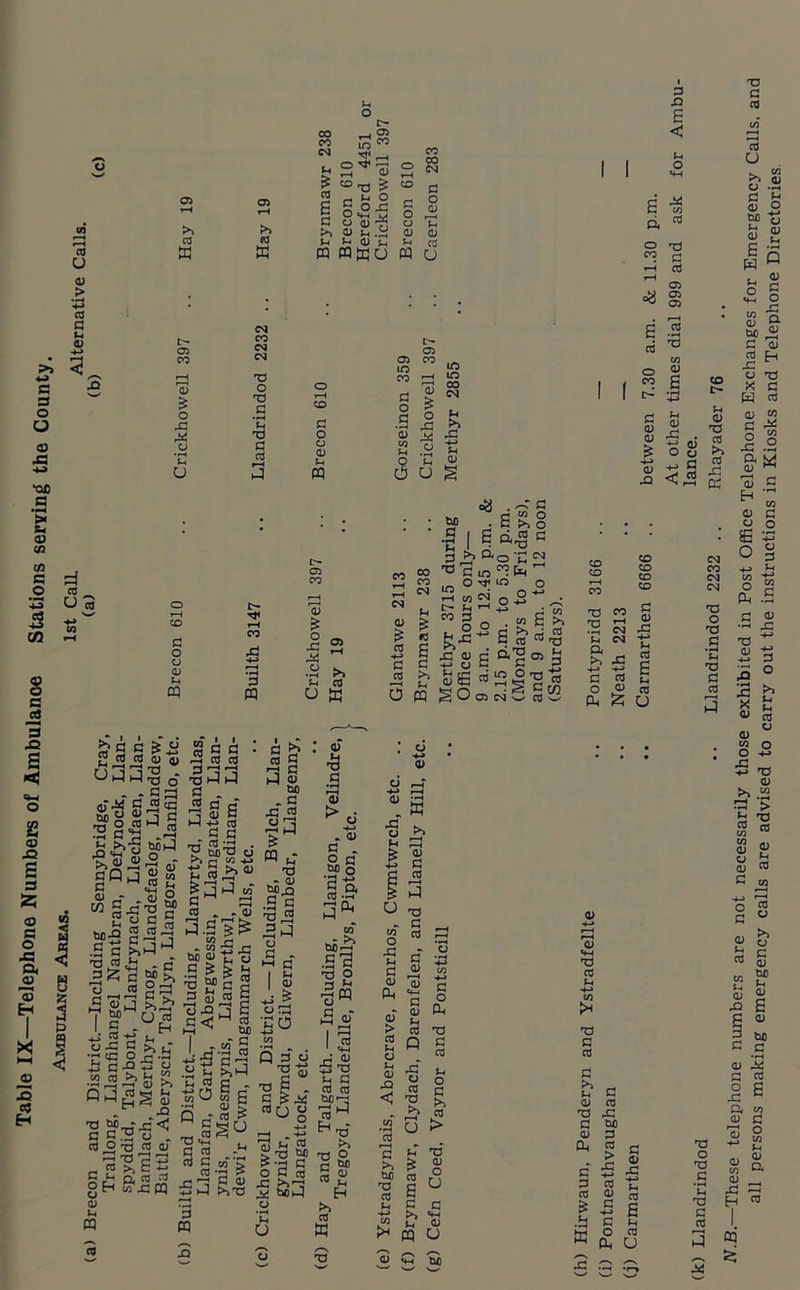 Table IX—Telephone Numbers of Ambulance Stations serving the County.
1st Call. Alternative Calls.
Ambulance Areas. (a) (b) (c)
(a) Brecon and District.—Including Sennybridge, Cray, Trallong, Llanfihangel Nantbran, Defynock, Llanspyddid, Talybont, Llanfrynach, Llechfaen, Llanhamlach, Merthyr Cynog, Llandefaelog, Llanddew, Battle, Aberyscir, Talyllyn, Llangorse, Llanfillo, etc. Brecon 610 .. Crickhowell 397 .. Hay 19
(b) Builth and District.—Including, Llanwrtyd, Llandulas, Llanafan, Garth, Abergwessin, Llanganten, Llanynis, Maesmynis, Llanwrthwl, Llysdinam, Llandewi'r Cwm, Llangammarch Wells, etc. Builth 3147 .. Llandrindod 2232 .. Hay 19
(c) Crickhowell and District.—Including, Bwlch, Llangynidr, Cwmdu, Gilwern, Llanbedr, Llangenny, Llangattock, etc. Crickhowell 397 Hay 19 .. Brecon 610 .. Brynmawr 238
(d) Hay and Talgarth.—Including, Llanigon, Velindre, Tregoyd, Llandefalle, Bronllys, Pipton, etc. Brecon 610
Hereford 4451 or
Crickhowell 397
(e) Ystradgnlais, Abercrave, Penrhos, Cwmtwrch, etc. .. Glantawe 2113 .. Gorseinon 359 .. Brecon 610
(f) Brynmawr, Clydach, Darenfelen, and Llanelly Hill, etc. Brynmawr 238 .. Crickhowell 397 .. Caerleon 283
(g) Cefn Coed, Vaynor and Ponsticill .. Merthyr 3715 during Merthyr 2855
Office hours only—
9 a.m. to 12.45 p.m. &
2.15 p.m. to 5.30 p.m.
(Mondays to Fridays),
and 9 a.m. to 12 noon
(Saturdays).
(h) Hirwaun, Penderyn and Ystradfellte .. Pontypridd 3166 — —
(i) Pontneathvaughan .. Neath 2213 — —
(j) Carmarthen .. Carmarthen 6666 .. between 7.30 a.m. & 11.30 p.m.
At other times dial 999 and ask for Ambulance.
(k) Llandrindod .. Llandrindod 2232 .. Rhayader 76
N.B.—These telephone numbers are not necessarily those exhibited in Post Office Telephone Exchanges for Emergency Calls, and
all persons making emergency calls are advised to carry out the instructions in Kiosks and Telephone Directories.